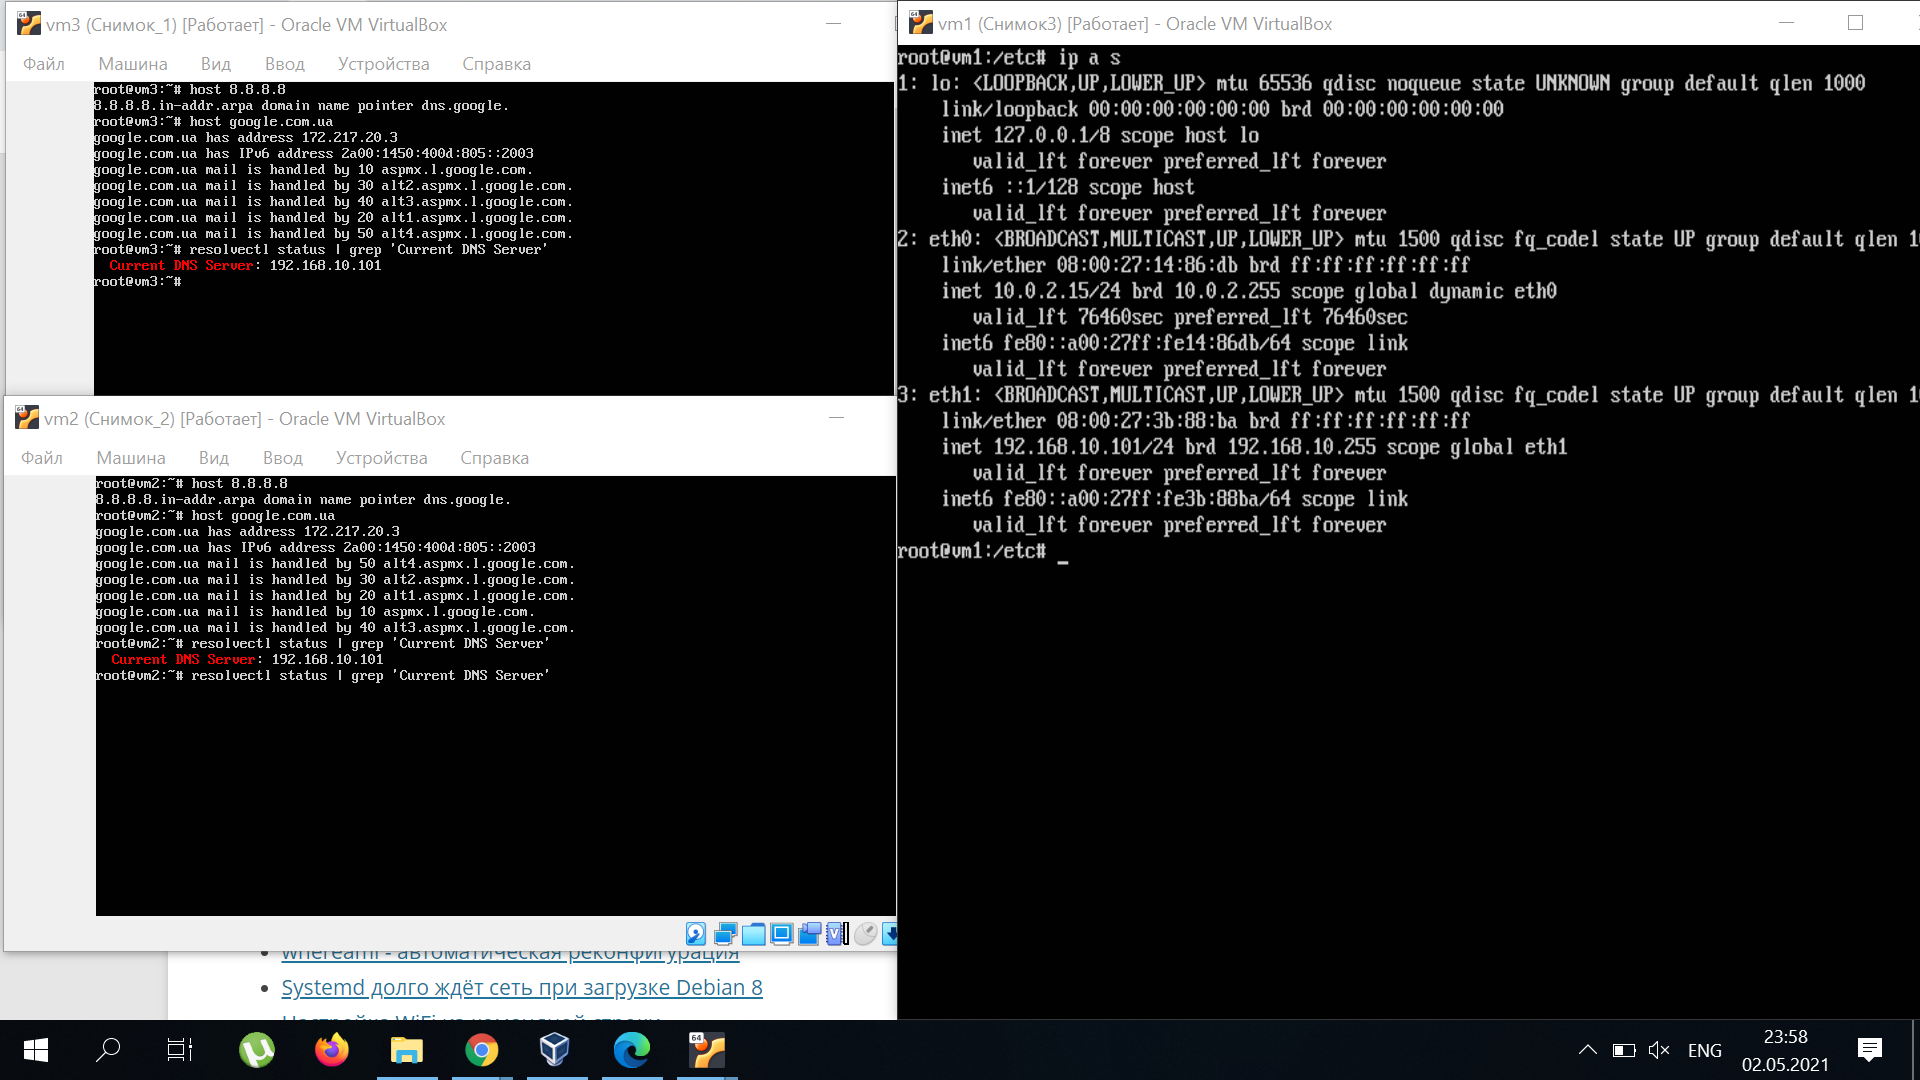 vm3 (Снимок_1) [Работает] - Oracle VM VirtualBox
Файл Машина Вид Ввод Устройства Справка
root@vm3:~# host 8.8.8.8
8.8.8.8.in-addr.arpa domain name pointer dns.google.
root@vm3:~# host google.com.ua
google.com.ua has address 172.217.20.3
google.com.ua has IPv6 address 2a00:1450:400d:805::2003
google.com.ua mail is handled by 10 aspmx.l.google.com.
google.com.ua mail is handled by 30 alt2.aspmx.l.google.com.
google.com.ua mail is handled by 40 alt3.aspmx.l.google.com.
google.com.ua mail is handled by 20 alt1.aspmx.l.google.com.
google.com.ua mail is handled by 50 alt4.aspmx.l.google.com.
root@vm3:~# resolvectl status | grep 'Current DNS Server'
Current DNS Server: 192.168.10.101
root@vm3:~#
vm2 (Снимок_2) [Работает] - Oracle VM VirtualBox
Файл Машина Вид Ввод Устройства Справка
root@vm2:~# host 8.8.8.8
8.8.8.8.in-addr.arpa domain name pointer dns.google.
root@vm2:~# host google.com.ua
google.com.ua has address 172.217.20.3
google.com.ua has IPv6 address 2a00:1450:400d:805::2003
google.com.ua mail is handled by 50 alt4.aspmx.l.google.com.
google.com.ua mail is handled by 30 alt2.aspmx.l.google.com.
google.com.ua mail is handled by 20 alt1.aspmx.l.google.com.
google.com.ua mail is handled by 10 aspmx.l.google.com.
google.com.ua mail is handled by 40 alt3.aspmx.l.google.com.
root@vm2:~# resolvectl status | grep 'Current DNS Server'
Current DNS Server: 192.168.10.101
root@vm2:~# resolvectl status | grep 'Current DNS Server'
whereami - автоматическая реконфигурация
Systemd долго ждёт сеть при загрузке Debian 8
Настройка WiFi из командной строки
vm1 (Снимок3) [Работает] - Oracle VM VirtualBox
root@vm1:/etc# ip a s
1: lo: <LOOPBACK,UP,LOWER_UP> mtu 65536 qdisc noqueue state UNKNOWN group default qlen 1000
link/loopback 00:00:00:00:00:00 brd 00:00:00:00:00:00
inet 127.0.0.1/8 scope host lo
valid_lft forever preferred_lft forever
inet6 ::1/128 scope host
valid_lft forever preferred_lft forever
2: eth0: <BROADCAST,MULTICAST,UP,LOWER_UP> mtu 1500 qdisc fq_codel state UP group default qlen 1
link/ether 08:00:27:14:86:db brd ff:ff:ff:ff:ff:ff
inet 10.0.2.15/24 brd 10.0.2.255 scope global dynamic eth0
valid_lft 76460sec preferred_lft 76460sec
inet6 fe80::a00:27ff:fe14:86db/64 scope link
valid_lft forever preferred_lft forever
3: eth1: <BROADCAST,MULTICAST,UP,LOWER_UP> mtu 1500 qdisc fq_codel state UP group default qlen 1
link/ether 08:00:27:3b:88:ba brd ff:ff:ff:ff:ff:ff
inet 192.168.10.101/24 brd 192.168.10.255 scope global eth1
valid_lft forever preferred_lft forever
inet6 fe80::a00:27ff:fe3b:88ba/64 scope link
valid_lft forever preferred_lft forever
root@vm1:/etc# _
64
ENG
23:58
02.05.2021